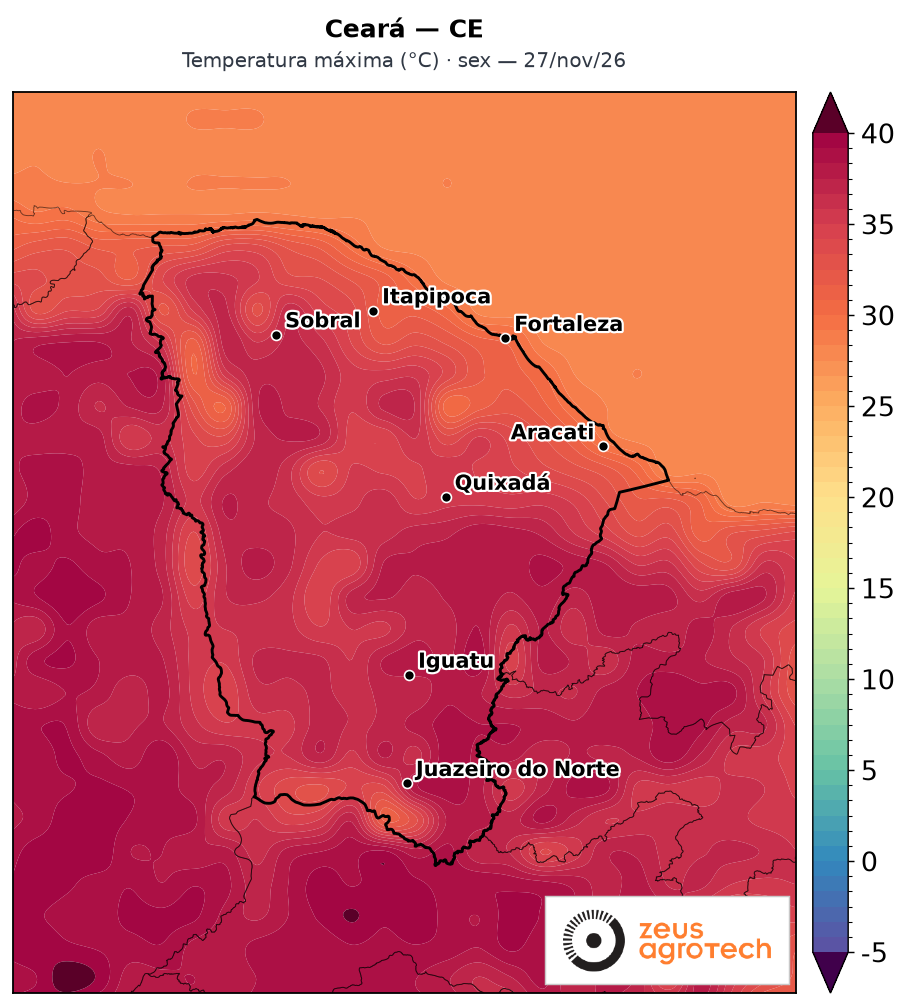 Ceará — CE
Temperatura máxima (°C) · sex — 27/nov/26
Itapipoca
Sobral
Fortaleza
Aracati
Quixadá
Iguatu
Juazeiro do Norte
40
35
30
25
20
15
10
5
0
-5
zeus
agrotech